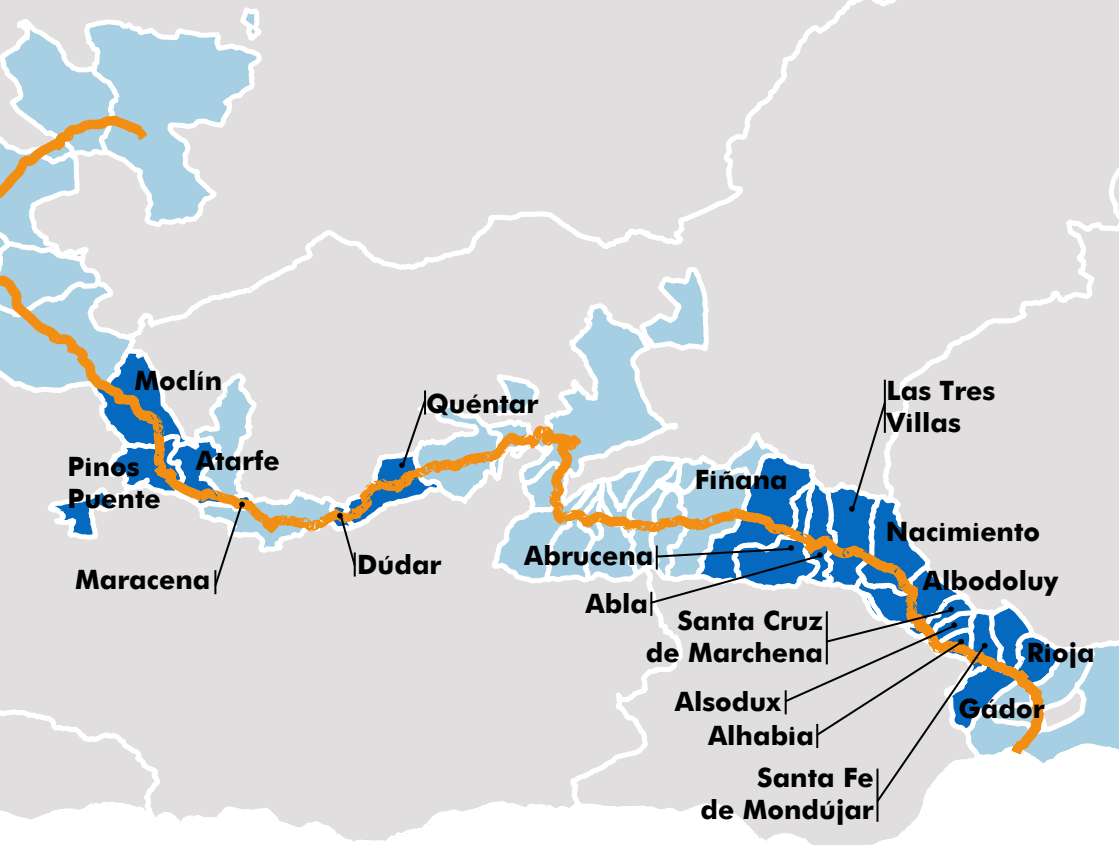 Moclín
Quéntar
Las Tres
Villas
Pinos
Puente
Atarfe
Fiñana
Nacimiento
Maracena
Dúdar
Abrucena
Albodoluy
Abla
Santa Cruz
de Marchena
Rioja
Alsodux
Gádor
Alhabia
Santa Fe
de Mondújar